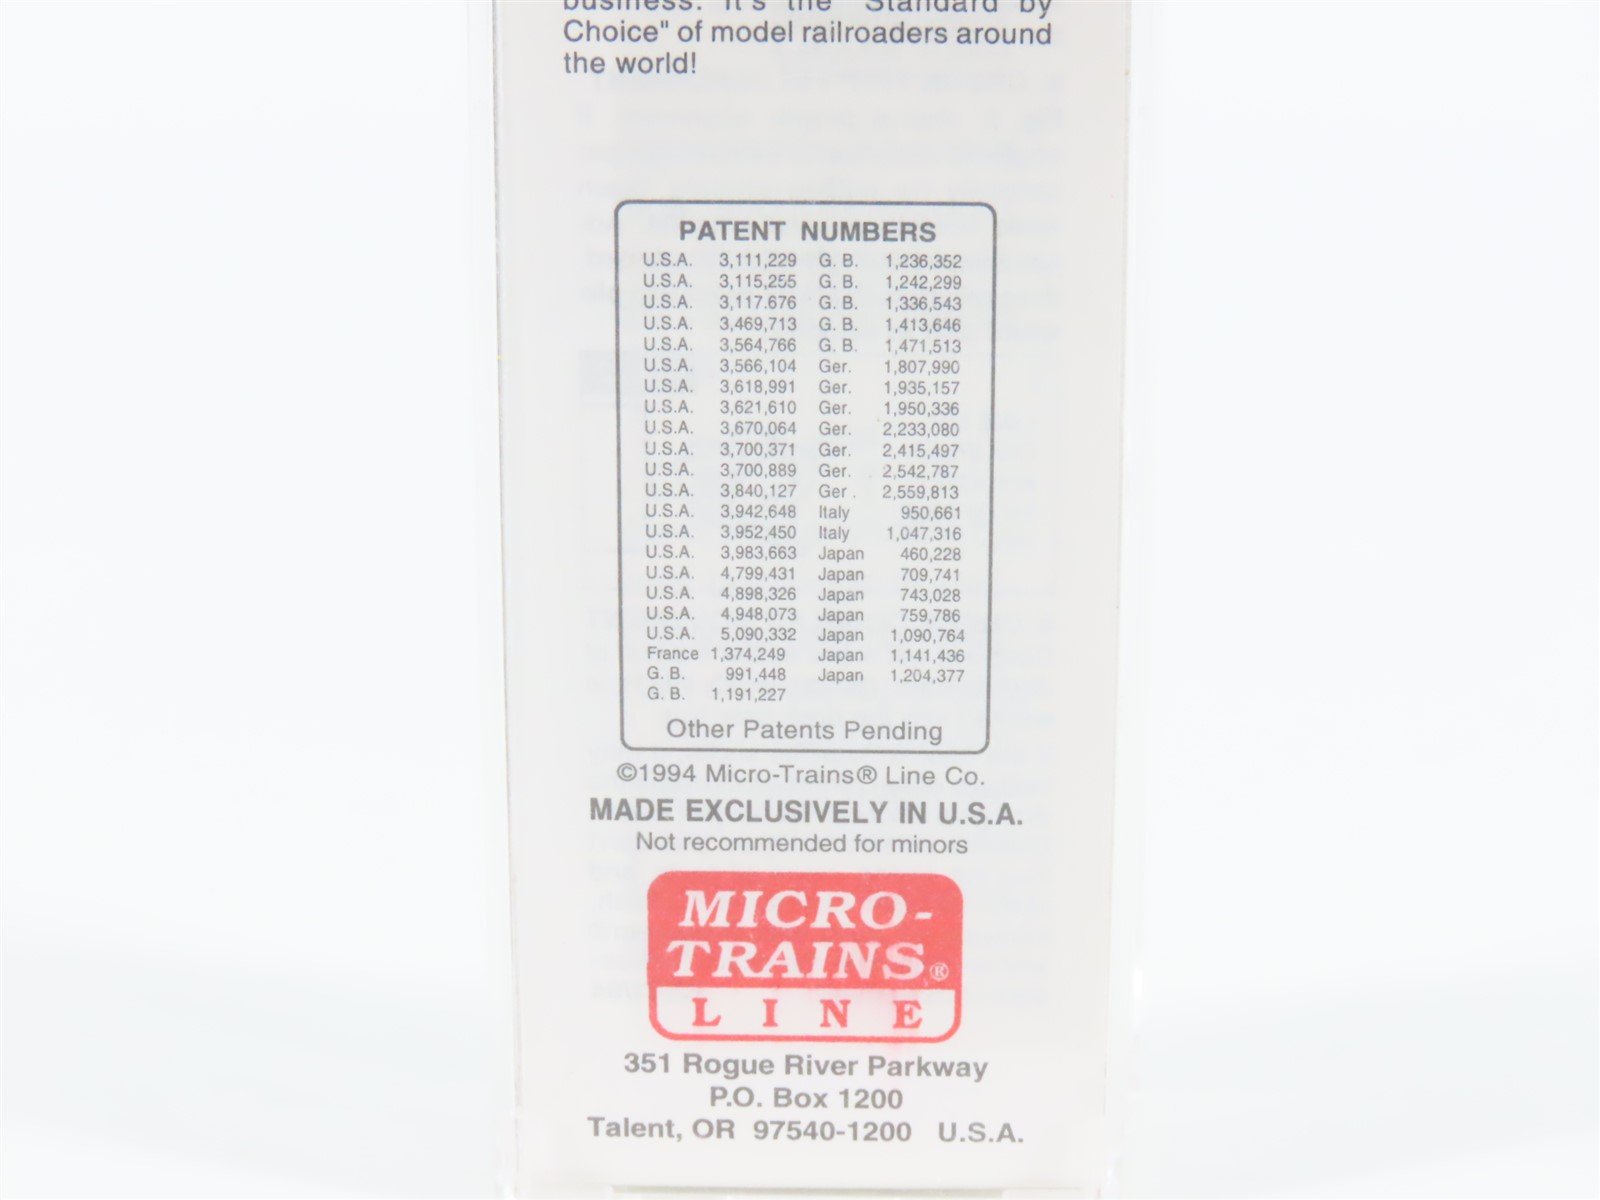 business. It's the "Standard by
Choice" of model railroaders around
the world!
PATENT NUMBERS
U.S.A. 3,111,229 G. B. 1,236,352
U.S.A. 3,115,255 G. B. 1,242,299
U.S.A. 3,117.676 G. B. 1,336,543
U.S.A. 3,469,713 G. B. 1,413,646
U.S.A. 3,564,766 G. B. 1,471,513
U.S.A. 3,566,104 Ger. 1,807,990
U.S.A. 3,618,991 Ger. 1,935,157
U.S.A. 3,621,610 Ger. 1,950,336
U.S.A. 3,670,064 Ger. 2,233,080
U.S.A. 3,700,371 Ger. 2,415,497
U.S.A. 3,700,889 Ger. 2,542,787
U.S.A. 3,840,127 Ger . 2,559,813
U.S.A. 3,942,648 Italy 950,661
U.S.A. 3,952,450 Italy 1,047,316
U.S.A. 3,983,663 Japan 460,228
U.S.A. 4,799,431 Japan 709,741
U.S.A. 4,898,326 Japan 743,028
U.S.A. 4,948,073 Japan 759,786
U.S.A. 5,090,332 Japan 1,090,764
France 1,374,249 Japan 1,141,436
G. B. 991,448 Japan 1,204,377
G. B. 1,191,227
Other Patents Pending
©1994 Micro-Trains® Line Co.
MADE EXCLUSIVELY IN U.S.A.
Not recommended for minors
MICRO-
TRAINS®
LINE
351 Rogue River Parkway
P.O. Box 1200
Talent, OR 97540-1200 U.S.A.